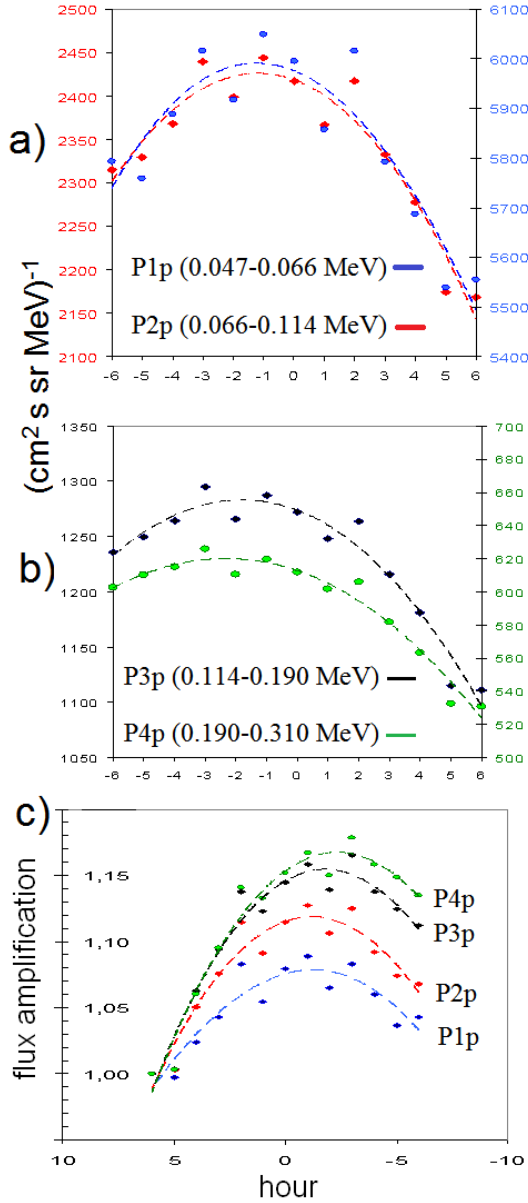 a)
(cm² s sr MeV)⁻¹
2500 6100
2450 6000
2400 5900
2350 5800
2300 5700
2250 5600
2200 5500
2150 5400
2100
P1p (0.047-0.066 MeV)
P2p (0.066-0.114 MeV)
-6 -5 -4 -3 -2 -1 0 1 2 3 4 5 6
b)
1350 700
1300 680
1250 660
1200 640
1150 620
1100 600
1050 580
560
540
520
500
P3p (0.114-0.190 MeV)
P4p (0.190-0.310 MeV)
-6 -5 -4 -3 -2 -1 0 1 2 3 4 5 6
c)
flux amplification
1,15
1,10
1,05
1,00
P4p
P3p
P2p
P1p
10 5 0 -5 -10
hour